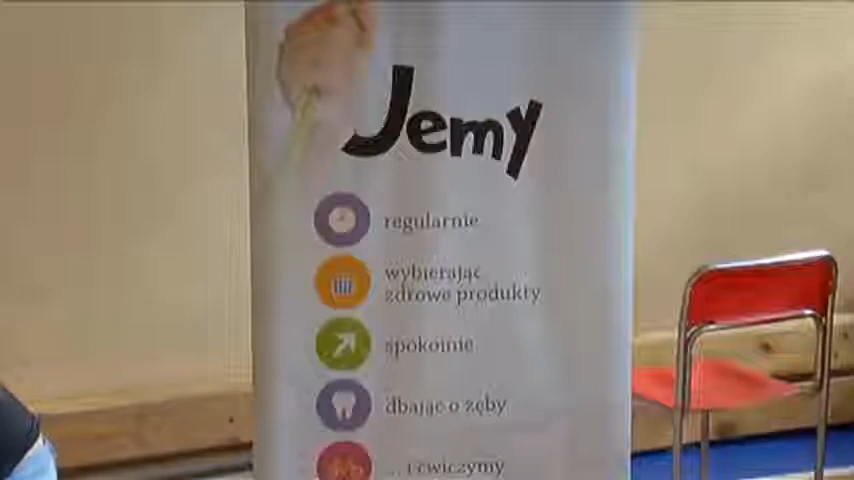 Jemy
regularnie
wybierając
zdrowe produkty
spokojnie
dbając o zęby
... i ćwiczymy